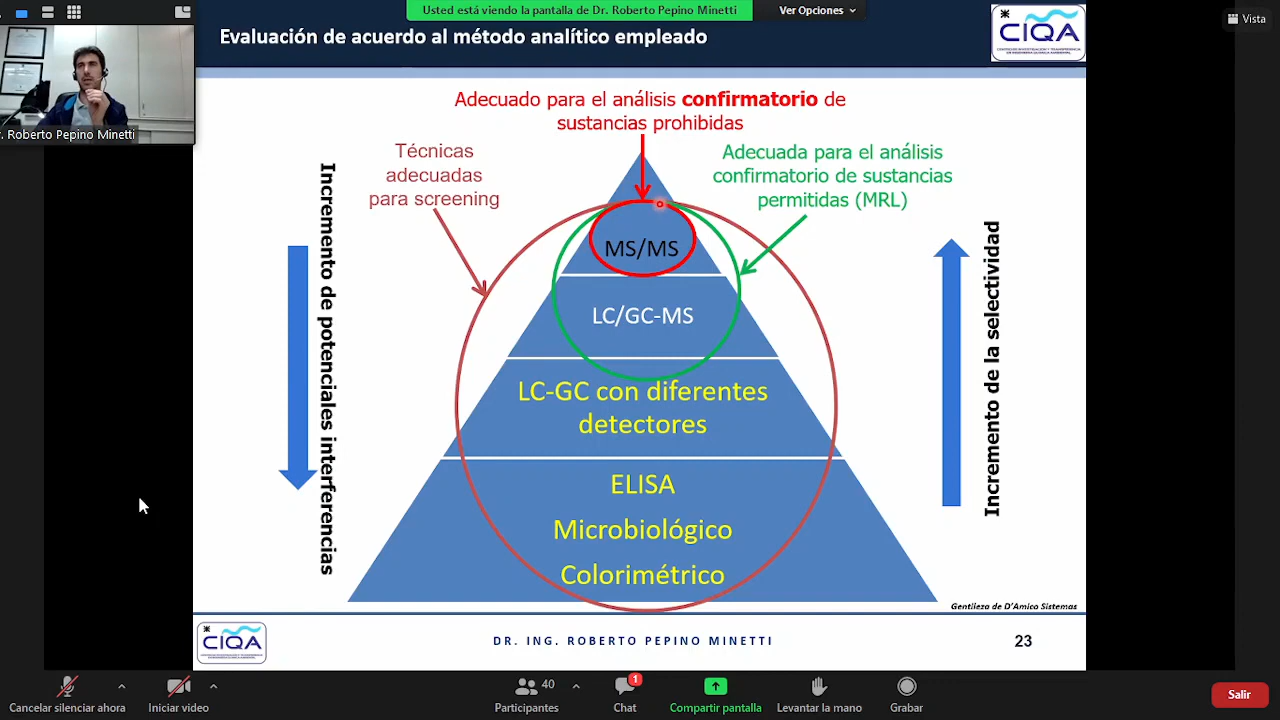 Usted está viendo la pantalla de Dr. Roberto Pepino Minetti
Ver Opciones
Vista
Evaluación de acuerdo al método analítico empleado
CIQA
r. Roberto Pepino Minetti
Adecuado para el análisis confirmatorio de
sustancias prohibidas
Técnicas
adecuadas
para screening
Adecuada para el análisis
confirmatorio de sustancias
permitidas (MRL)
Incremento de potenciales interferencias
Incremento de la selectividad
MS/MS
LC/GC-MS
LC-GC con diferentes
detectores
ELISA
Microbiológico
Colorimétrico
Gentileza de D'Amico Sistemas
CIQA
DR. ING. ROBERTO PEPINO MINETTI
23
Cancelar silenciar ahora
Iniciar video
40
Participantes
1
Chat
Compartir pantalla
Levantar la mano
Grabar
Salir